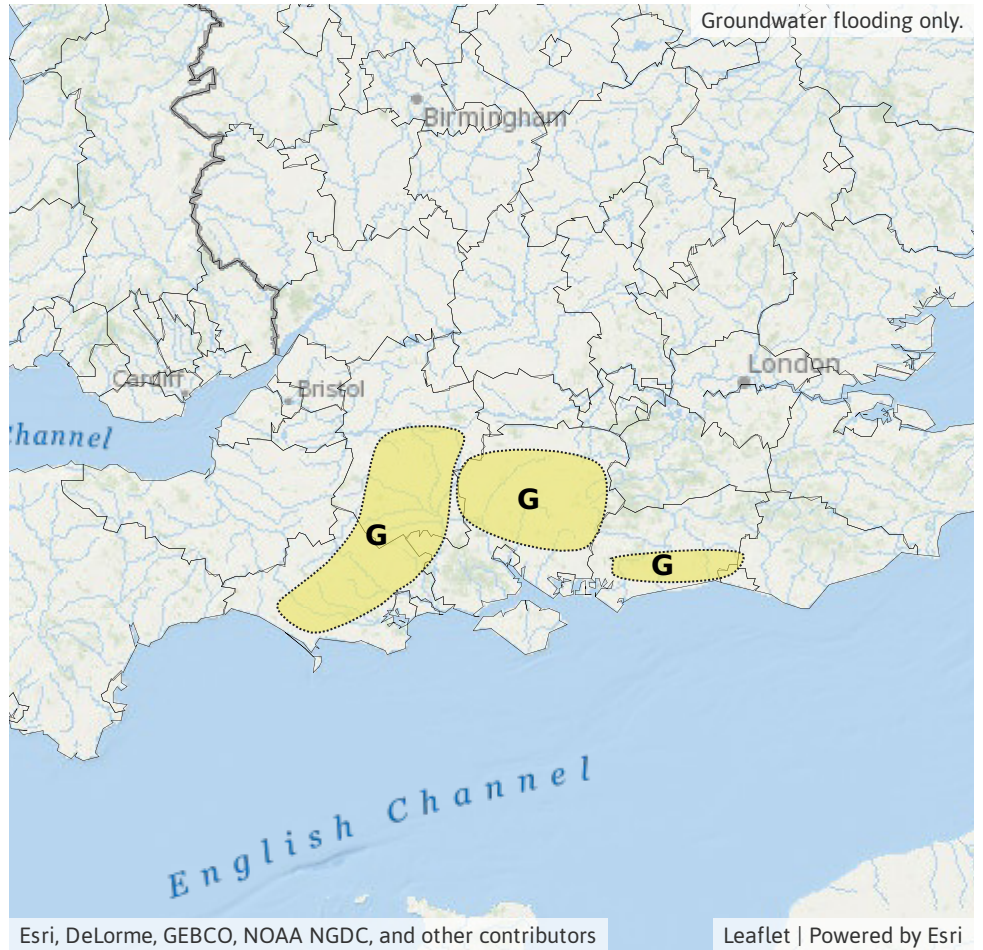 Groundwater flooding only.
Birmingham
London
Cardiff
Bristol
Channel
G
G
G
English Channel
Esri, DeLorme, GEBCO, NOAA NGDC, and other contributors
Leaflet | Powered by Esri